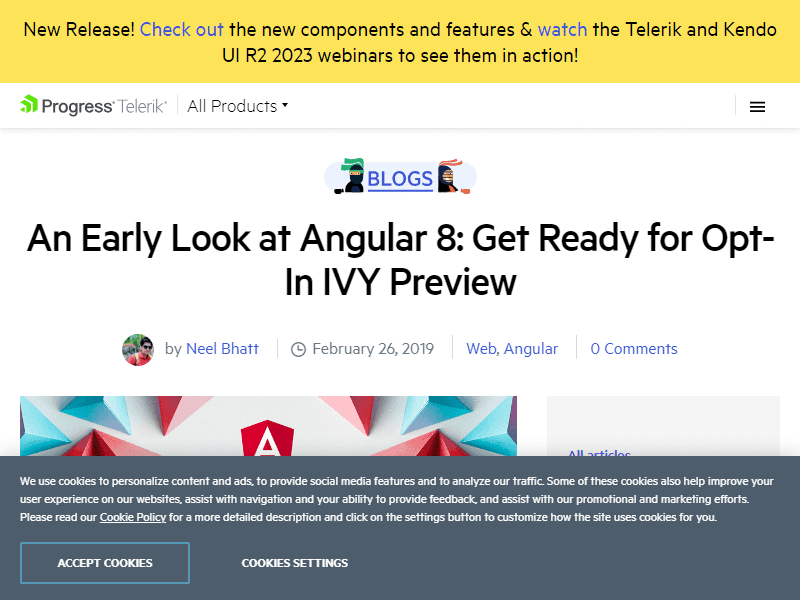 New Release! Check out the new components and features & watch the Telerik and Kendo
UI R2 2023 webinars to see them in action!
Progress Telerik All Products
BLOGS
An Early Look at Angular 8: Get Ready for Opt-
In IVY Preview
by Neel Bhatt February 26, 2019 Web, Angular 0 Comments
All articles
We use cookies to personalize content and ads, to provide social media features and to analyze our traffic. Some of these cookies also help improve your
user experience on our websites, assist with navigation and your ability to provide feedback, and assist with our promotional and marketing efforts.
Please read our Cookie Policy for a more detailed description and click on the settings button to customize how the site uses cookies for you.
ACCEPT COOKIES COOKIES SETTINGS